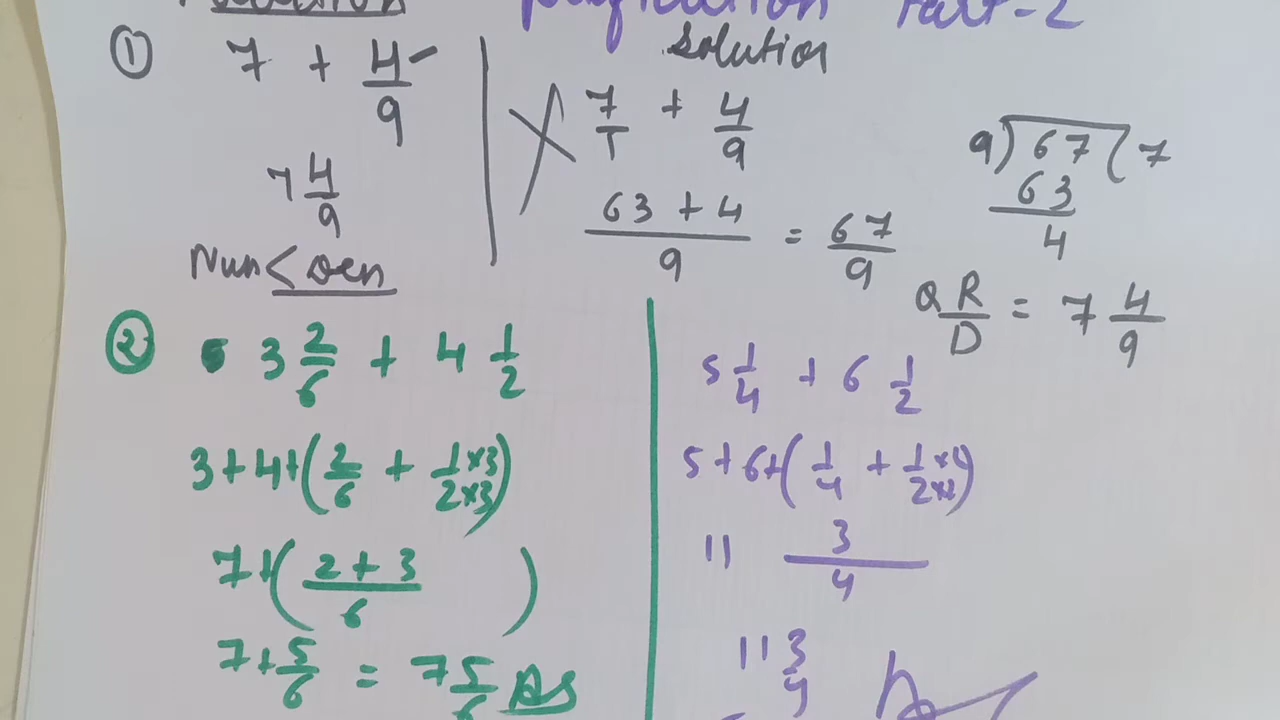 Part-2
① 7 + 4/9
7 4/9
Num < Den
Solution
7/1 + 4/9
63 + 4 / 9 = 67/9
9) 67 (7
63
4
Q R/D = 7 4/9
② 3 2/6 + 4 1/2
3+4+(2/6 + 1×3/2×3)
7+(2+3/6)
7+5/6 = 7 5/6 As
5 1/4 + 6 1/2
5+6+(1/4 + 1×2/2×2)
11 3/4
11 3/4